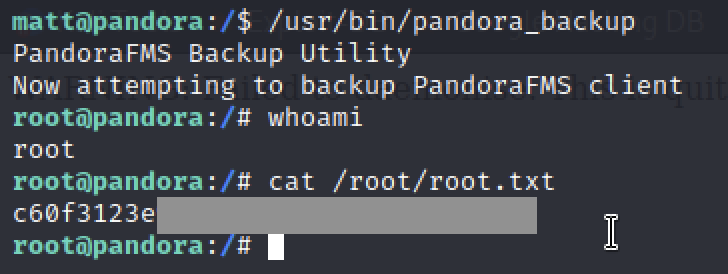 matt@pandora:/$ /usr/bin/pandora_backup
PandoraFMS Backup Utility
Now attempting to backup PandoraFMS client
root@pandora:/# whoami
root
root@pandora:/# cat /root/root.txt
c60f3123e
root@pandora:/#